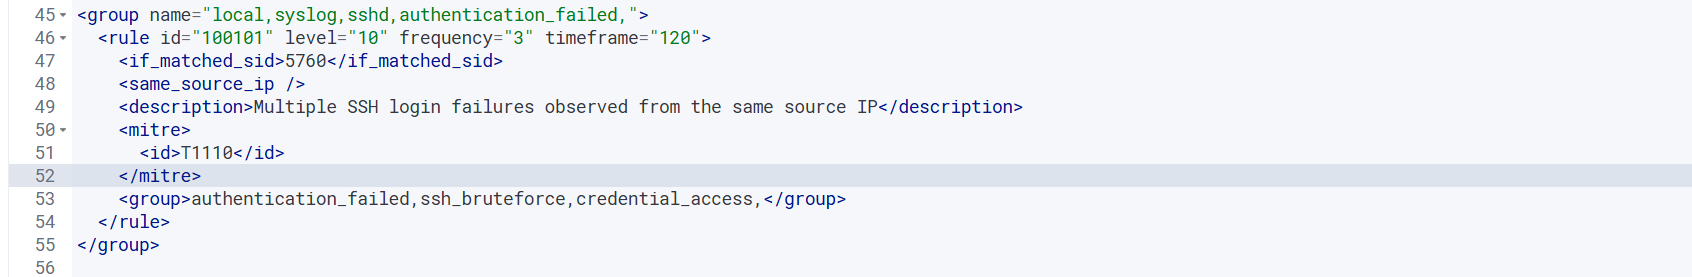 45 <group name="local,syslog,sshd,authentication_failed,">
46   <rule id="100101" level="10" frequency="3" timeframe="120">
47     <if_matched_sid>5760</if_matched_sid>
48     <same_source_ip />
49     <description>Multiple SSH login failures observed from the same source IP</description>
50     <mitre>
51       <id>T1110</id>
52     </mitre>
53     <group>authentication_failed,ssh_bruteforce,credential_access,</group>
54   </rule>
55 </group>
56